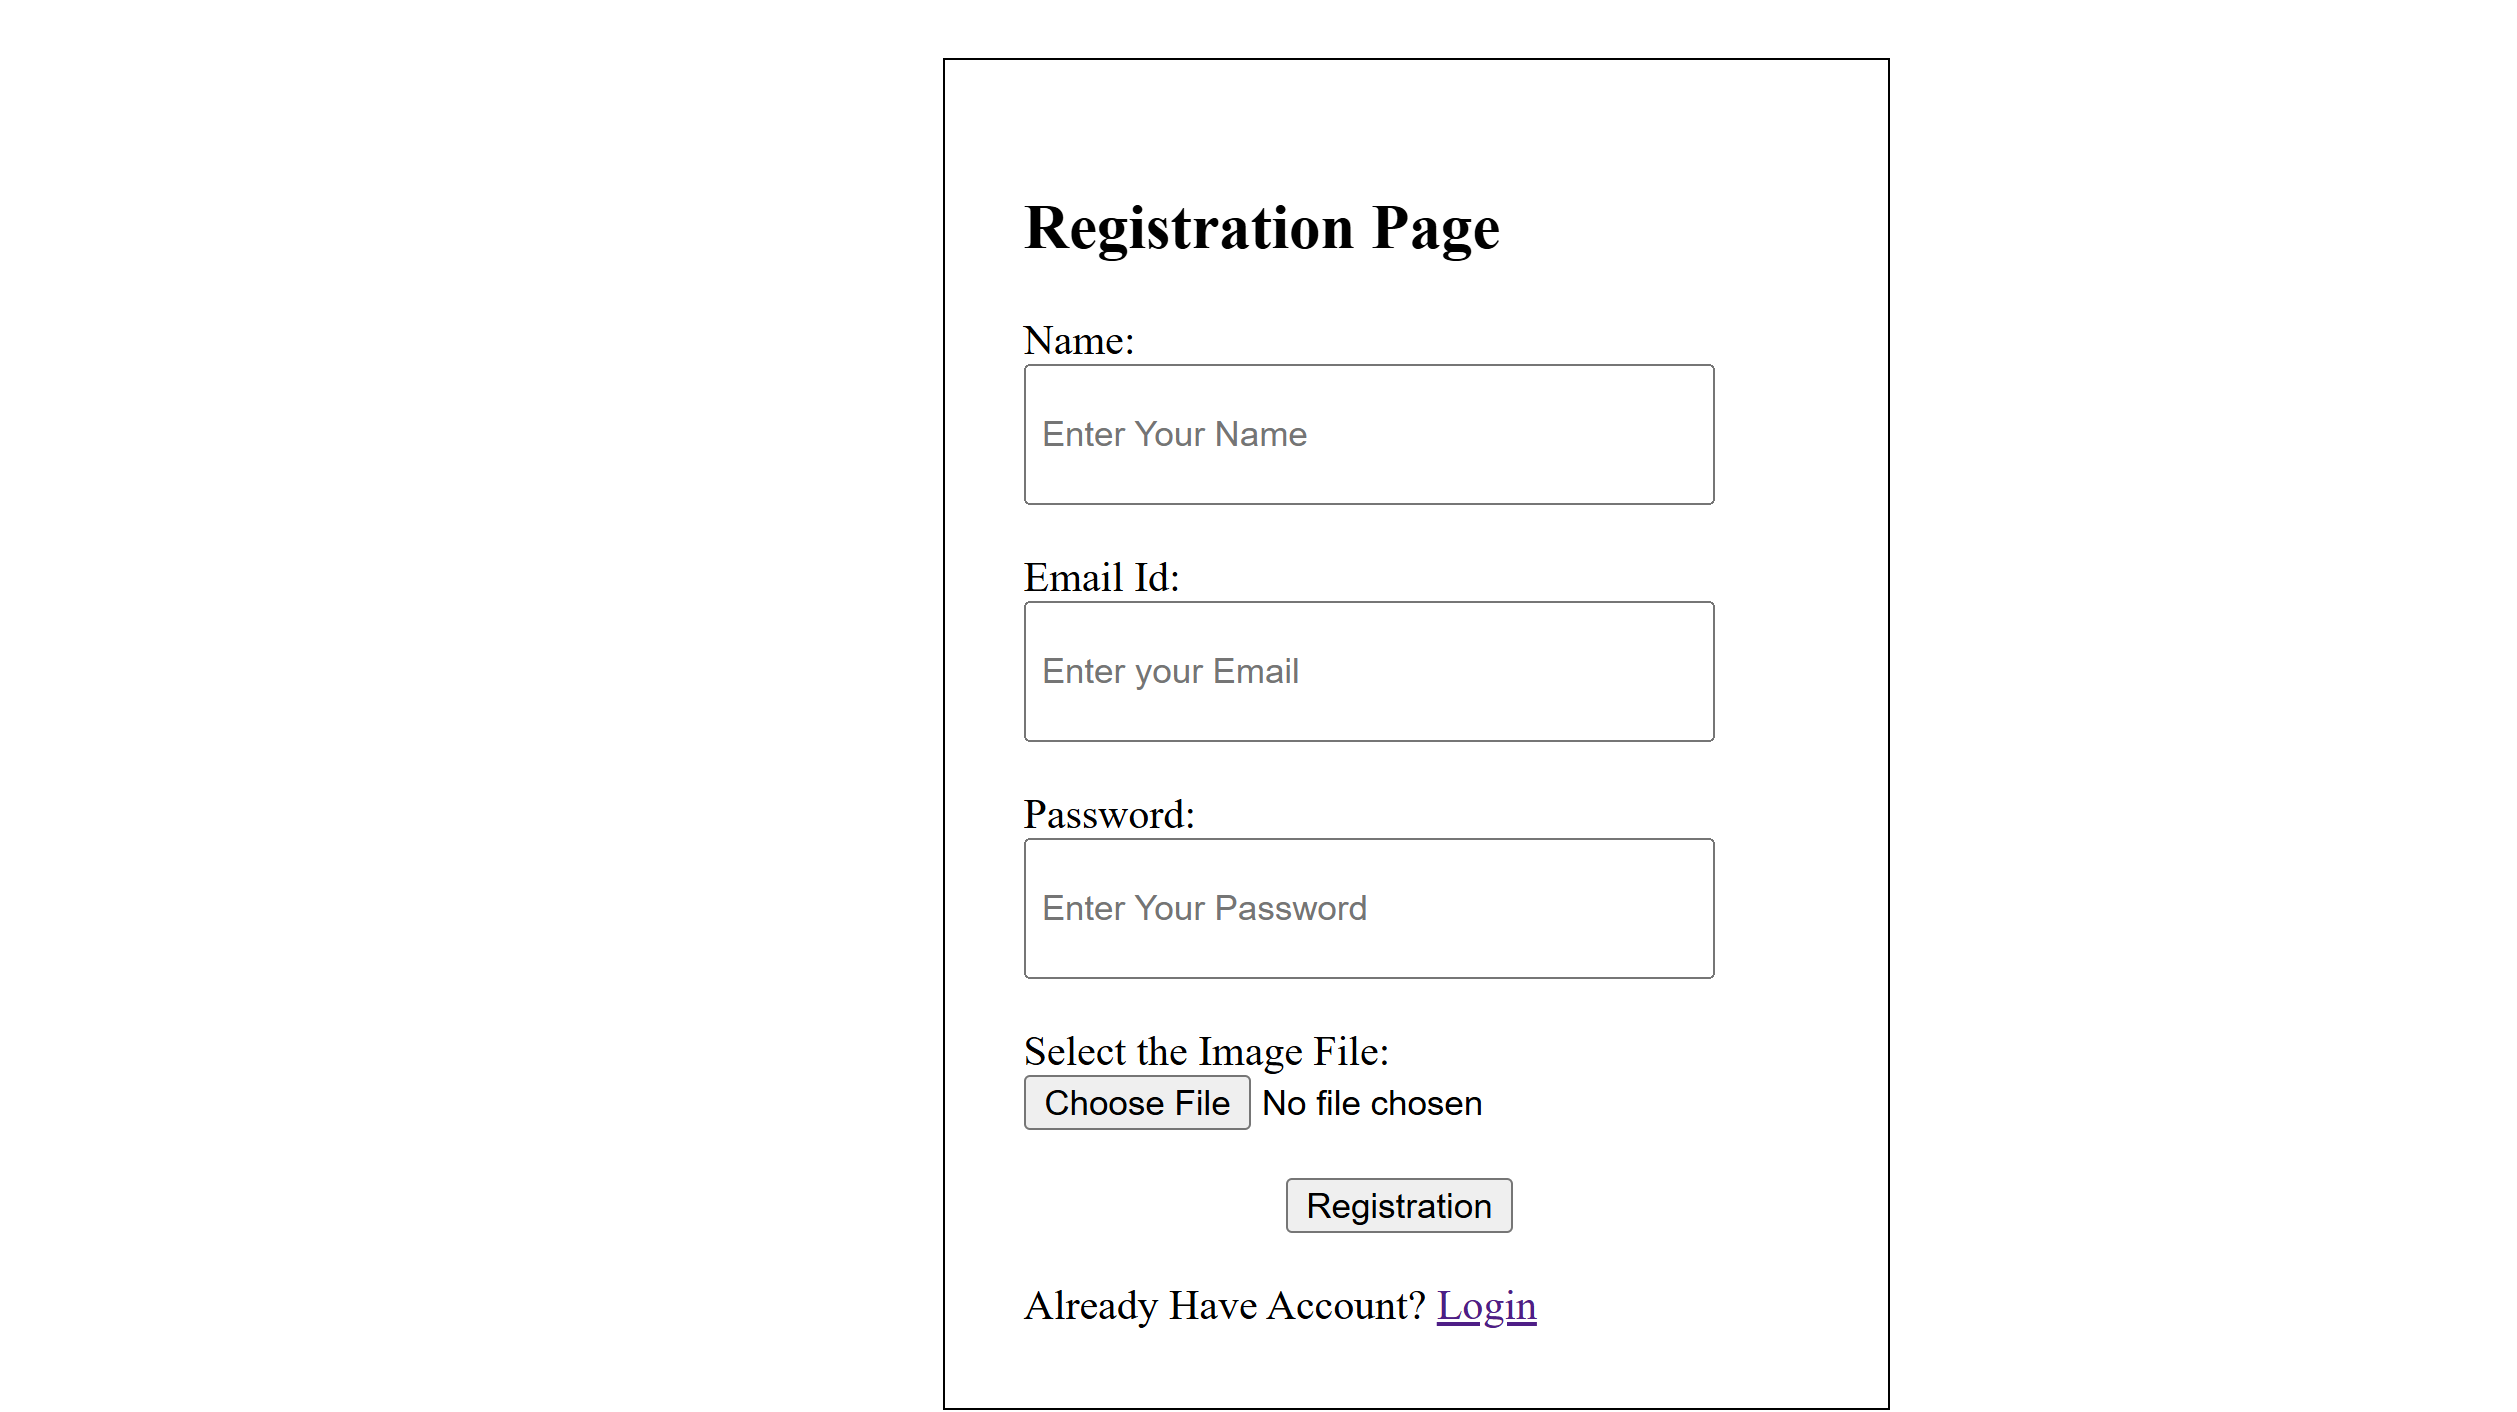 Registration Page
Name:
Enter Your Name
Email Id:
Enter your Email
Password:
Enter Your Password
Select the Image File:
Choose File No file chosen
Registration
Already Have Account? Login